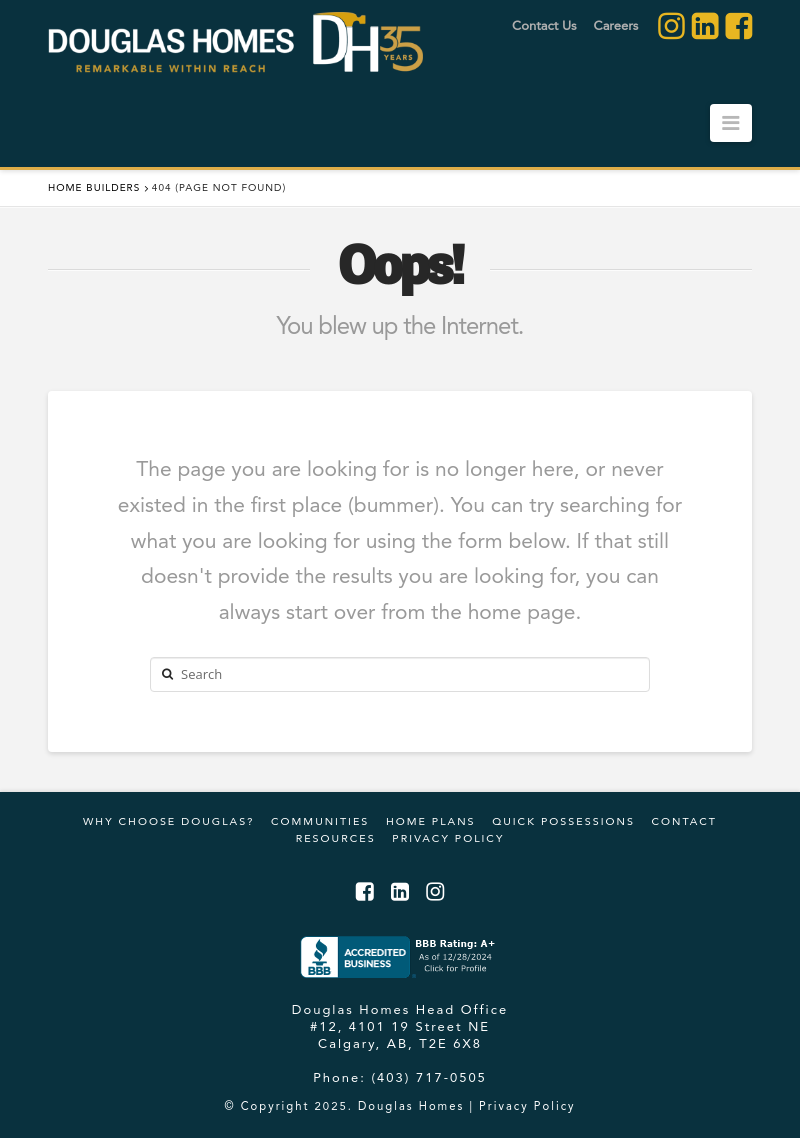 DOUGLAS HOMES
REMARKABLE WITHIN REACH
DH35
YEARS
Contact Us Careers
HOME BUILDERS > 404 (PAGE NOT FOUND)
Oops!
You blew up the Internet.
The page you are looking for is no longer here, or never
existed in the first place (bummer). You can try searching for
what you are looking for using the form below. If that still
doesn't provide the results you are looking for, you can
always start over from the home page.
Search
WHY CHOOSE DOUGLAS? COMMUNITIES HOME PLANS QUICK POSSESSIONS CONTACT
RESOURCES PRIVACY POLICY
BBB
ACCREDITED
BUSINESS
BBB Rating: A+
As of 12/28/2024
Click for Profile
Douglas Homes Head Office
#12, 4101 19 Street NE
Calgary, AB, T2E 6X8
Phone: (403) 717-0505
© Copyright 2025. Douglas Homes | Privacy Policy